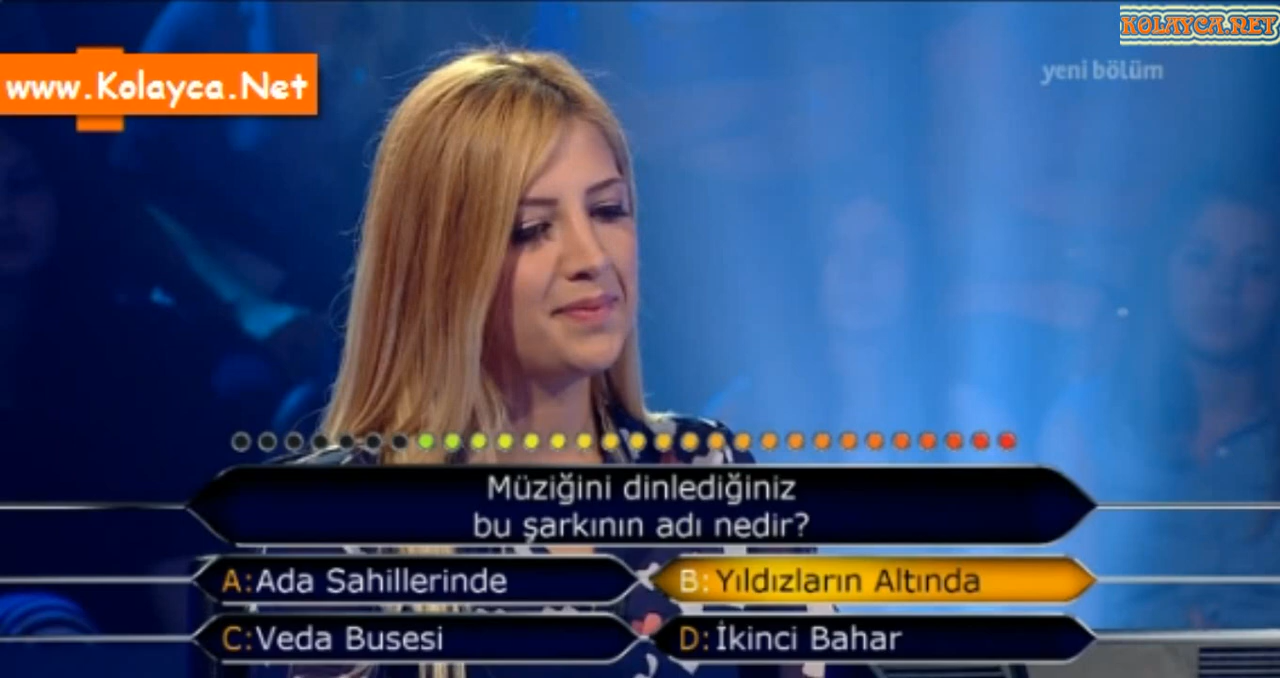 KOLAYCA.NET
www.Kolayca.Net
yeni bölüm
Müziğini dinlediğiniz
bu şarkının adı nedir?
A: Ada Sahillerinde
B: Yıldızların Altında
C: Veda Busesi
D: İkinci Bahar